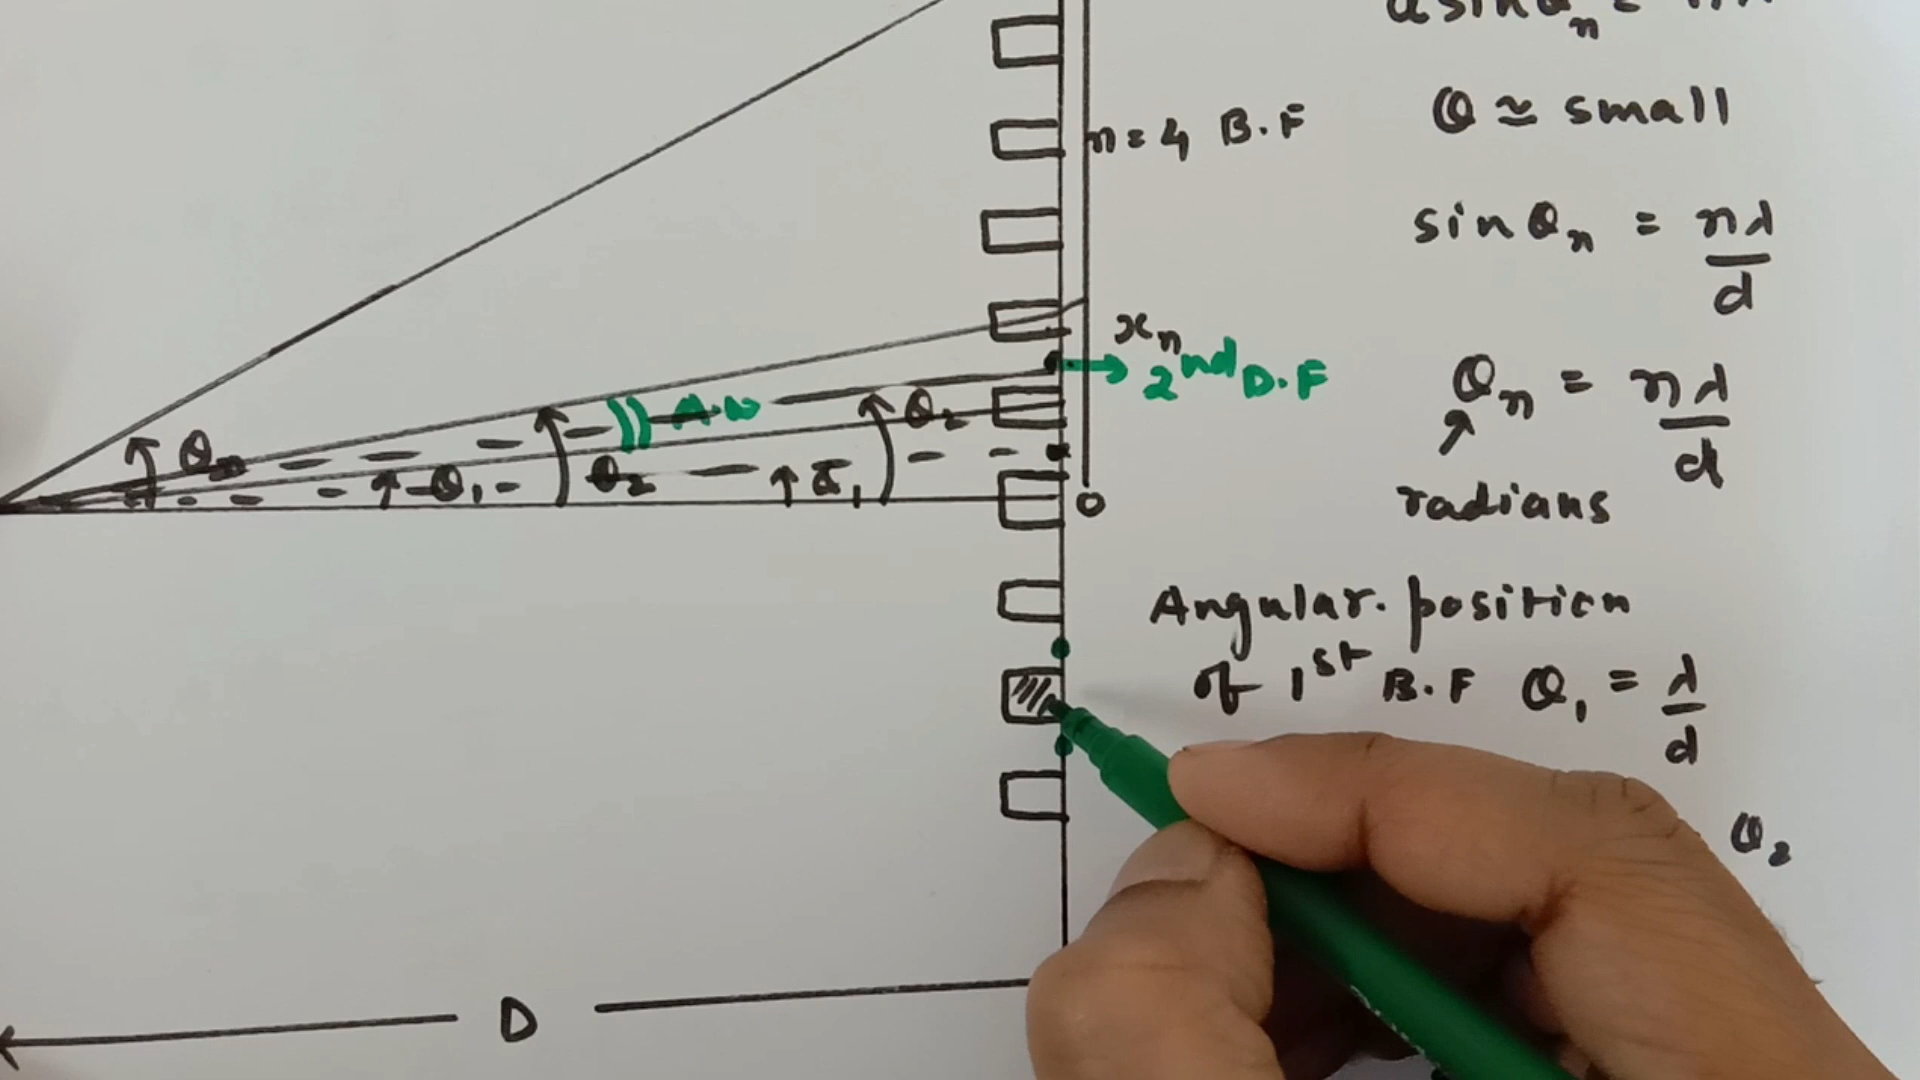 n = 4 B.F
θ ≃ small
sin θn = nλ/d
xn
2nd D.F
θn = nλ/d
A.W
θ2
θn
θ1
θ2
O
radians
Angular position
of 1st B.F θ1 = λ/d
θ2
D